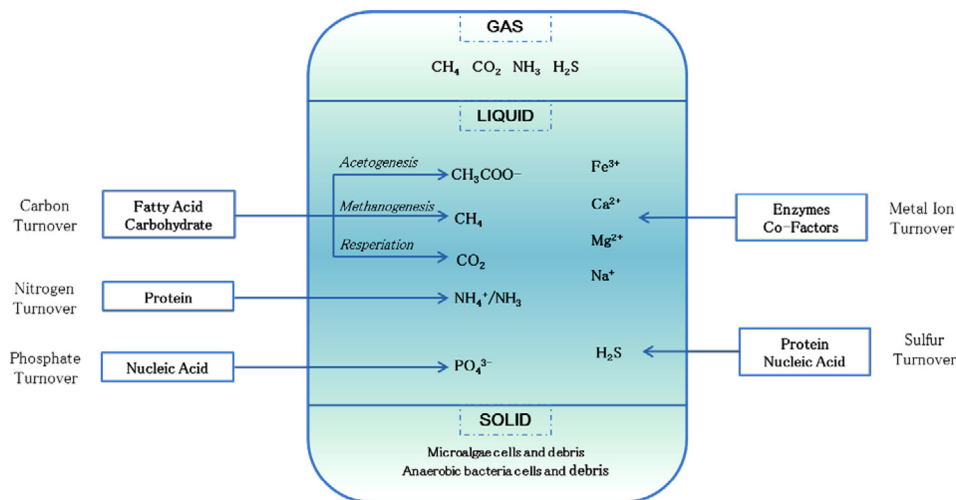 GAS
CH₄ CO₂ NH₃ H₂S
LIQUID
Carbon
Turnover
Fatty Acid
Carbohydrate
Acetogenesis
CH₃COO⁻
Methanogenesis
CH₄
Resperiation
CO₂
Nitrogen
Turnover
Protein
NH₄⁺/NH₃
Phosphate
Turnover
Nucleic Acid
PO₄³⁻
Fe³⁺
Ca²⁺
Mg²⁺
Na⁺
Enzymes
Co-Factors
Metal Ion
Turnover
H₂S
Protein
Nucleic Acid
Sulfur
Turnover
SOLID
Microalgae cells and debris
Anaerobic bacteria cells and debris